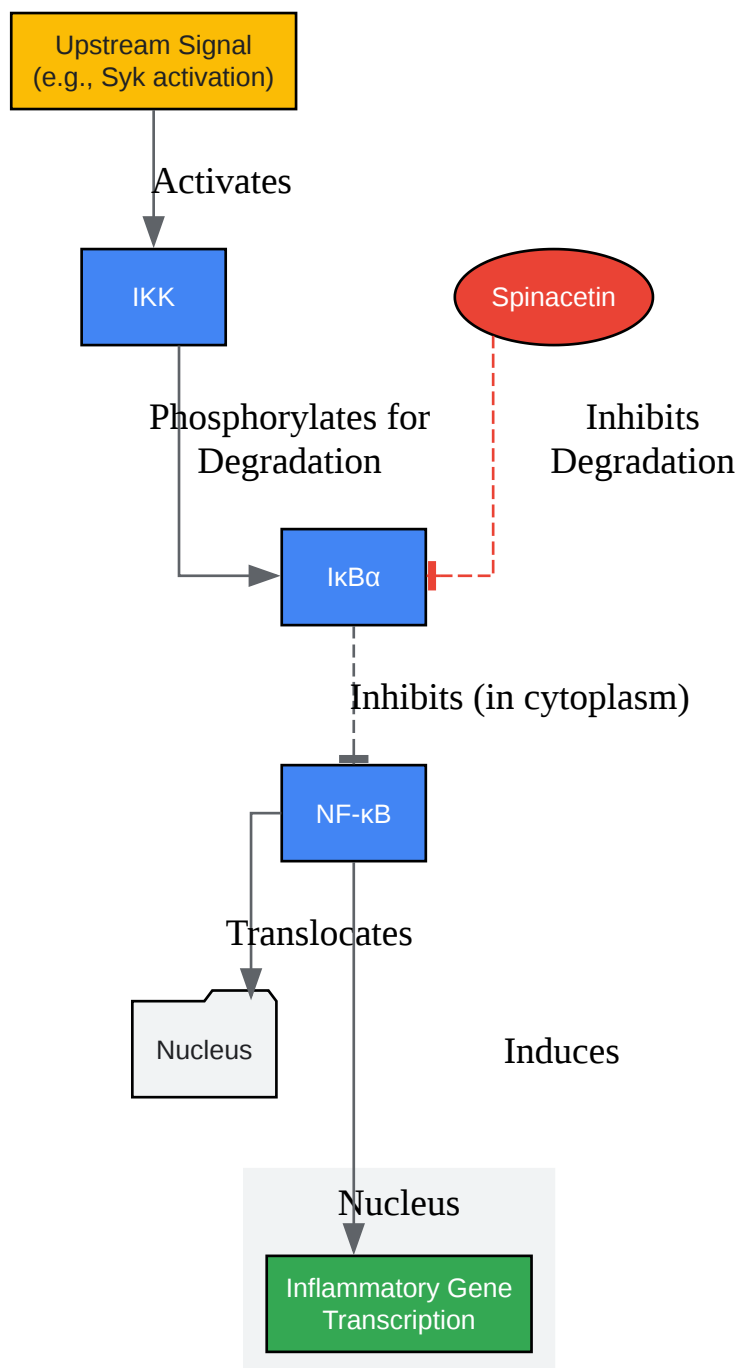 Upstream Signal
(e.g., Syk activation)
Activates
IKK
Spinacetin
Phosphorylates for
Degradation
Inhibits
Degradation
IκBα
Inhibits (in cytoplasm)
NF-κB
Translocates
Nucleus
Induces
Nucleus
Inflammatory Gene
Transcription